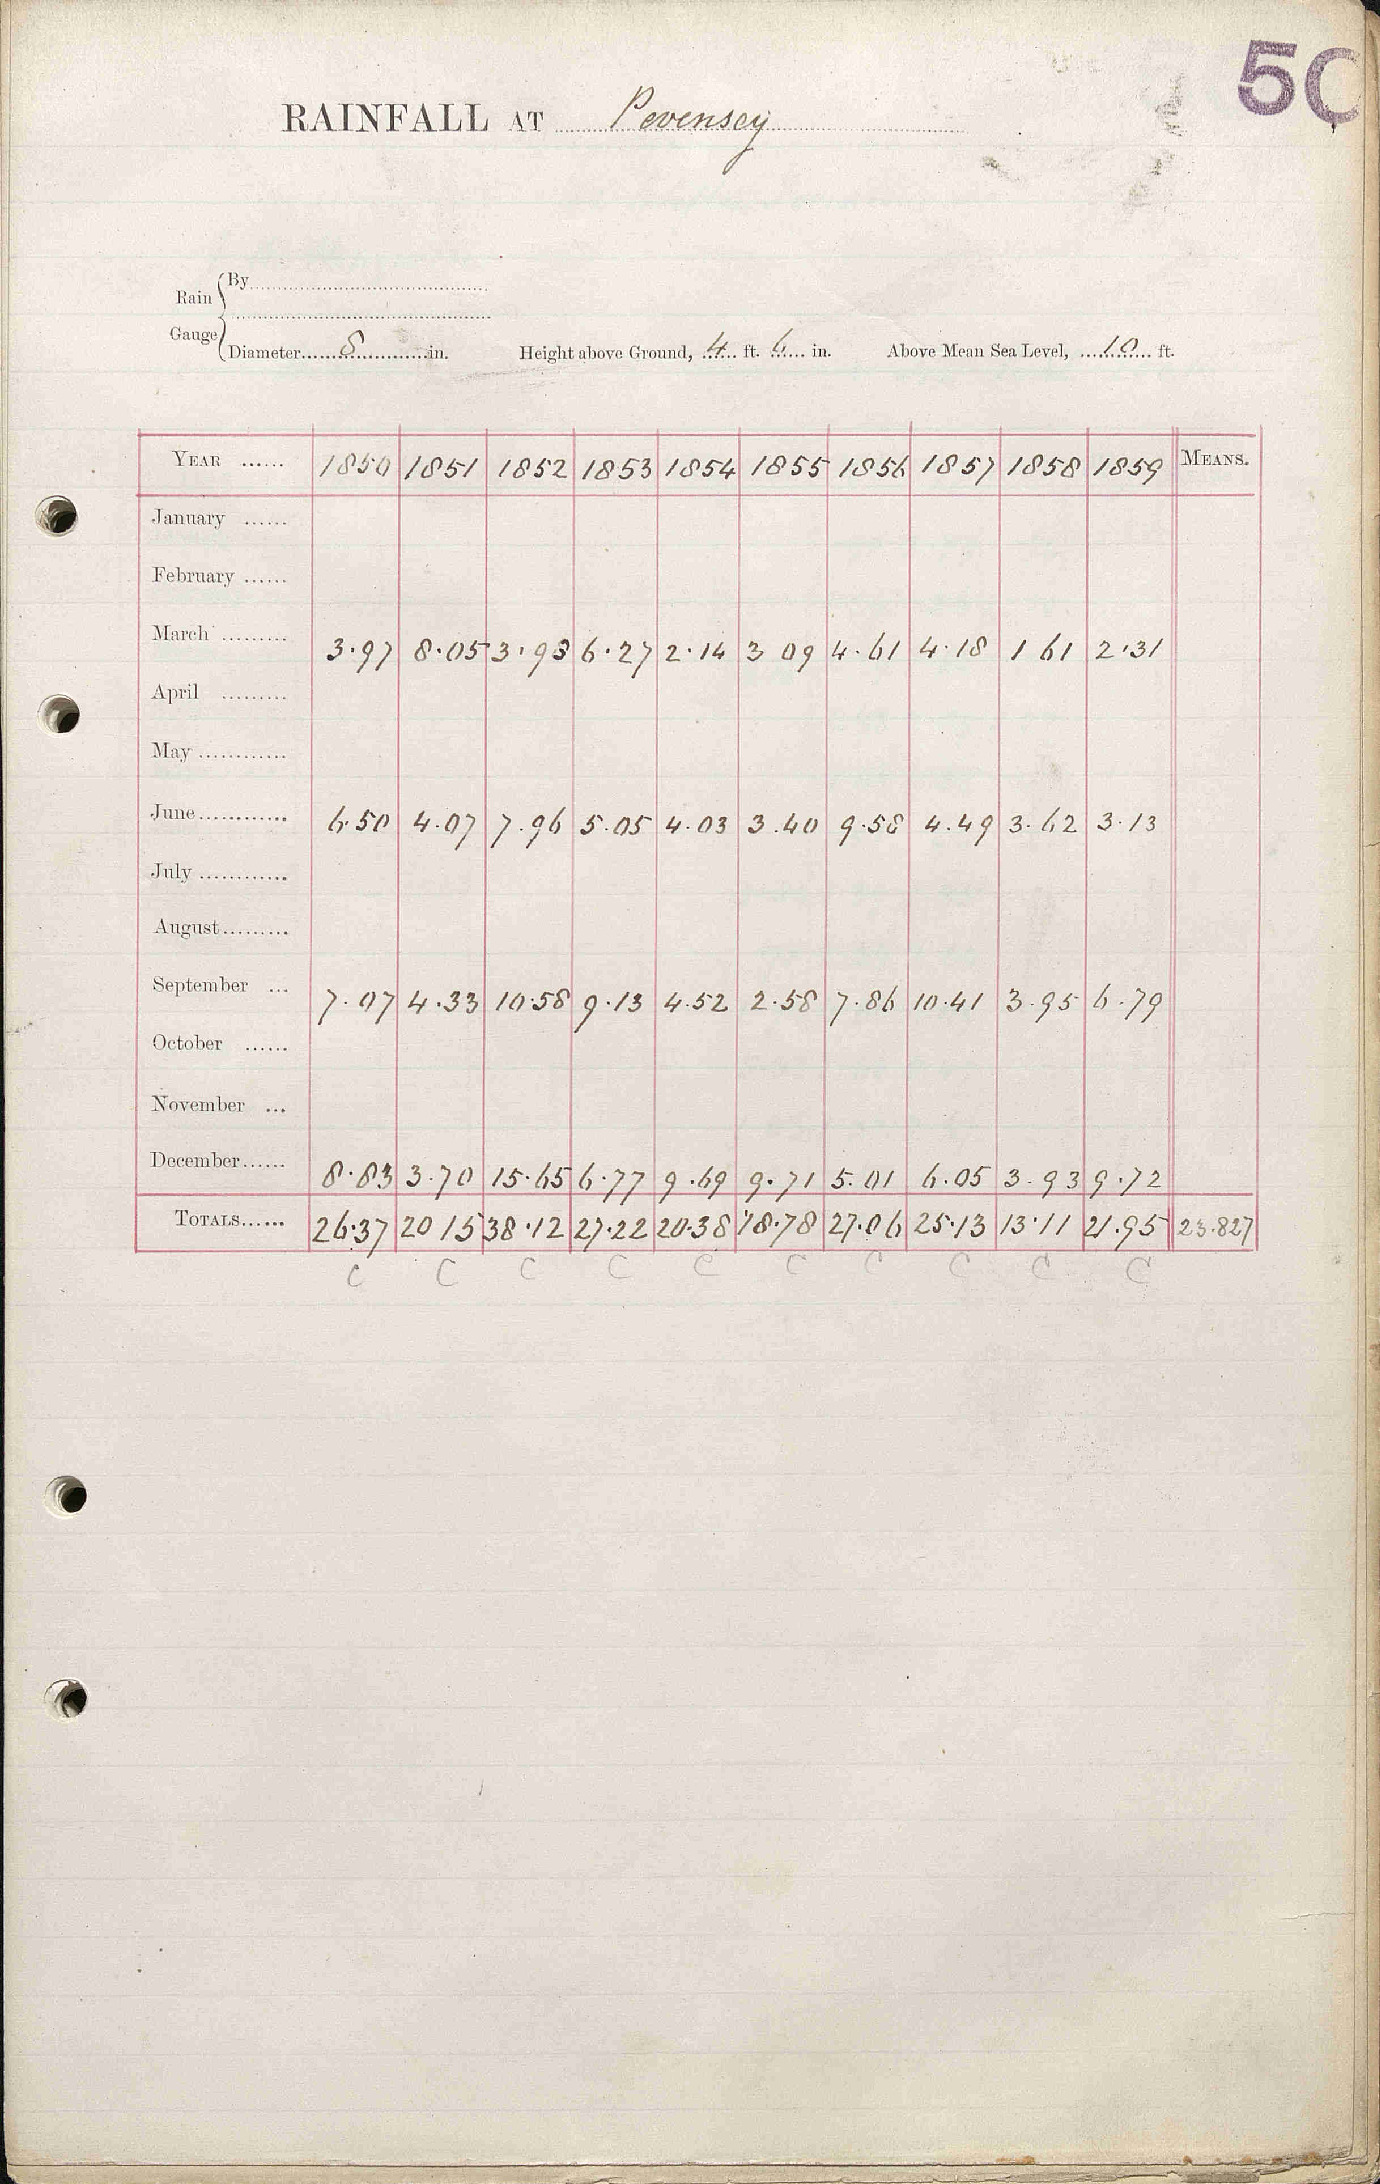 50
RAINFALL AT Pevensey
Rain Gauge
By
Diameter 8 in. Height above Ground, 4 ft. 6 in. Above Mean Sea Level, 10 ft.
YEAR ...... 1850 1851 1852 1853 1854 1855 1856 1857 1858 1859 MEANS.
January ......
February ......
March ......... 3.97 8.05 3.93 6.27 2.14 3 09 4.61 4.18 1 61 2.31
April .........
May ............
June ............ 6.50 4.07 7.96 5.05 4.03 3.40 9.58 4.49 3.62 3.13
July ............
August .........
September ... 7.07 4.33 10.58 9.13 4.52 2.58 7.86 10.41 3.95 6.79
October ......
November ...
December ...... 8.83 3.70 15.65 6.77 9.69 9.71 5.01 6.05 3.93 9.72
TOTALS ...... 26.37 20 15 38.12 27.22 20.38 18.78 27.06 25.13 13.11 21.95 23.827
C C C C C C C C C C